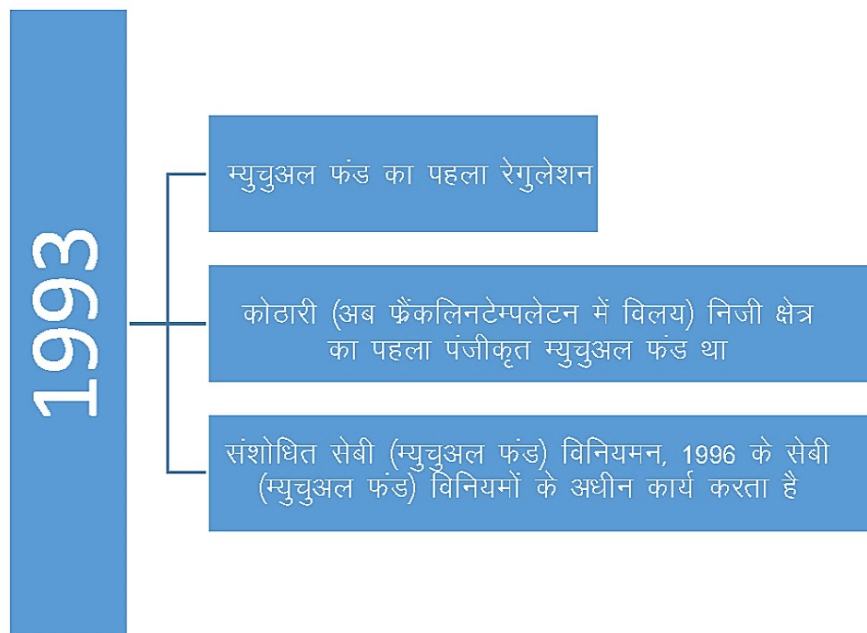 1993
म्युचुअल फंड का पहला रेगुलेशन
कोठारी (अब फ्रैंकलिनटेम्पलेटन में विलय) निजी क्षेत्र
का पहला पंजीकृत म्युचुअल फंड था
संशोधित सेबी (म्युचुअल फंड) विनियमन, 1996 के सेबी
(म्युचुअल फंड) विनियमों के अधीन कार्य करता है